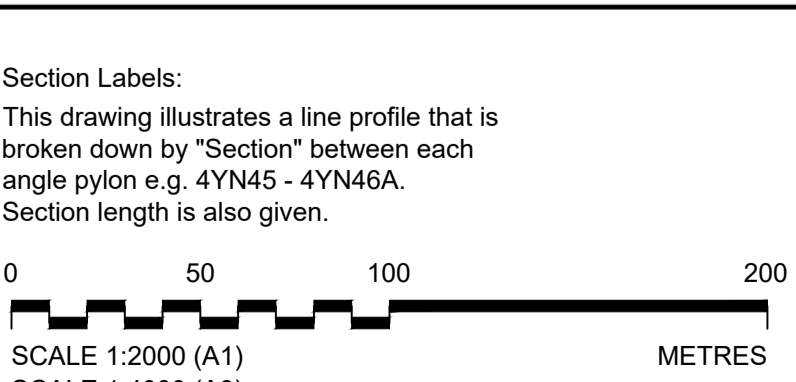 Section Labels:
This drawing illustrates a line profile that is
broken down by "Section" between each
angle pylon e.g. 4YN45 - 4YN46A.
Section length is also given.
0 50 100 200
SCALE 1:2000 (A1) METRES